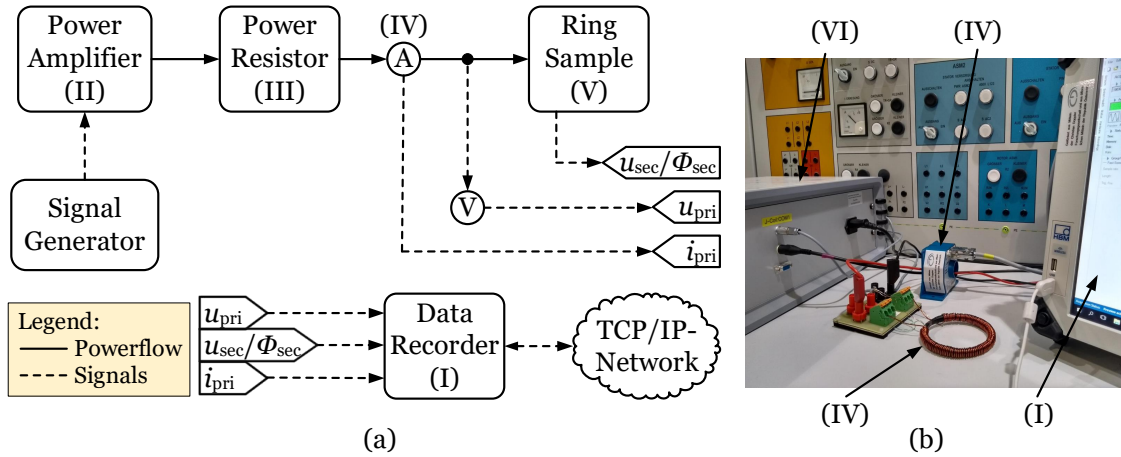 Power
Amplifier
(II)
Power
Resistor
(III)
(IV)
A
Ring
Sample
(V)
Signal
Generator
V
u_sec/Φ_sec
u_pri
i_pri
Legend:
Powerflow
Signals
u_pri
u_sec/Φ_sec
i_pri
Data
Recorder
(I)
TCP/IP-
Network
(a)
(VI)
(IV)
HBM
(IV)
(I)
(b)